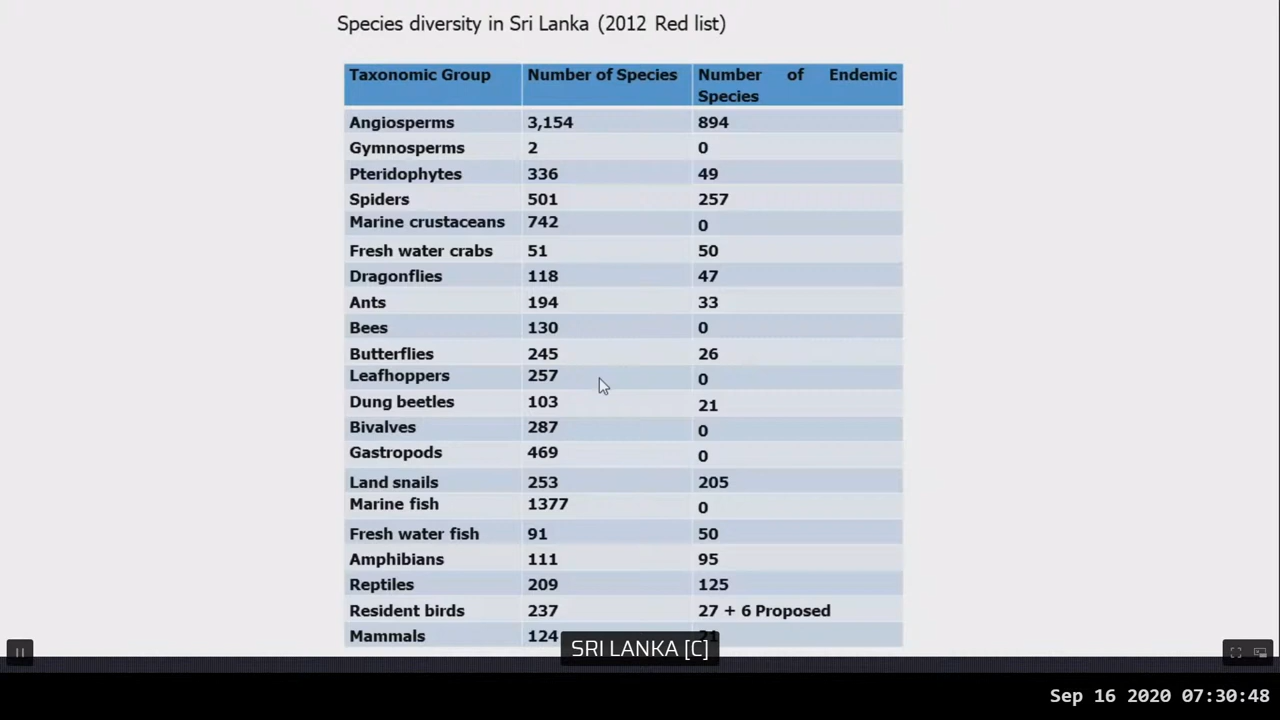 Species diversity in Sri Lanka (2012 Red list)
Taxonomic Group Number of Species Number of Endemic Species
Angiosperms 3,154 894
Gymnosperms 2 0
Pteridophytes 336 49
Spiders 501 257
Marine crustaceans 742 0
Fresh water crabs 51 50
Dragonflies 118 47
Ants 194 33
Bees 130 0
Butterflies 245 26
Leafhoppers 257 0
Dung beetles 103 21
Bivalves 287 0
Gastropods 469 0
Land snails 253 205
Marine fish 1377 0
Fresh water fish 91 50
Amphibians 111 95
Reptiles 209 125
Resident birds 237 27 + 6 Proposed
Mammals 124 21
SRI LANKA [C]
Sep 16 2020 07:30:48